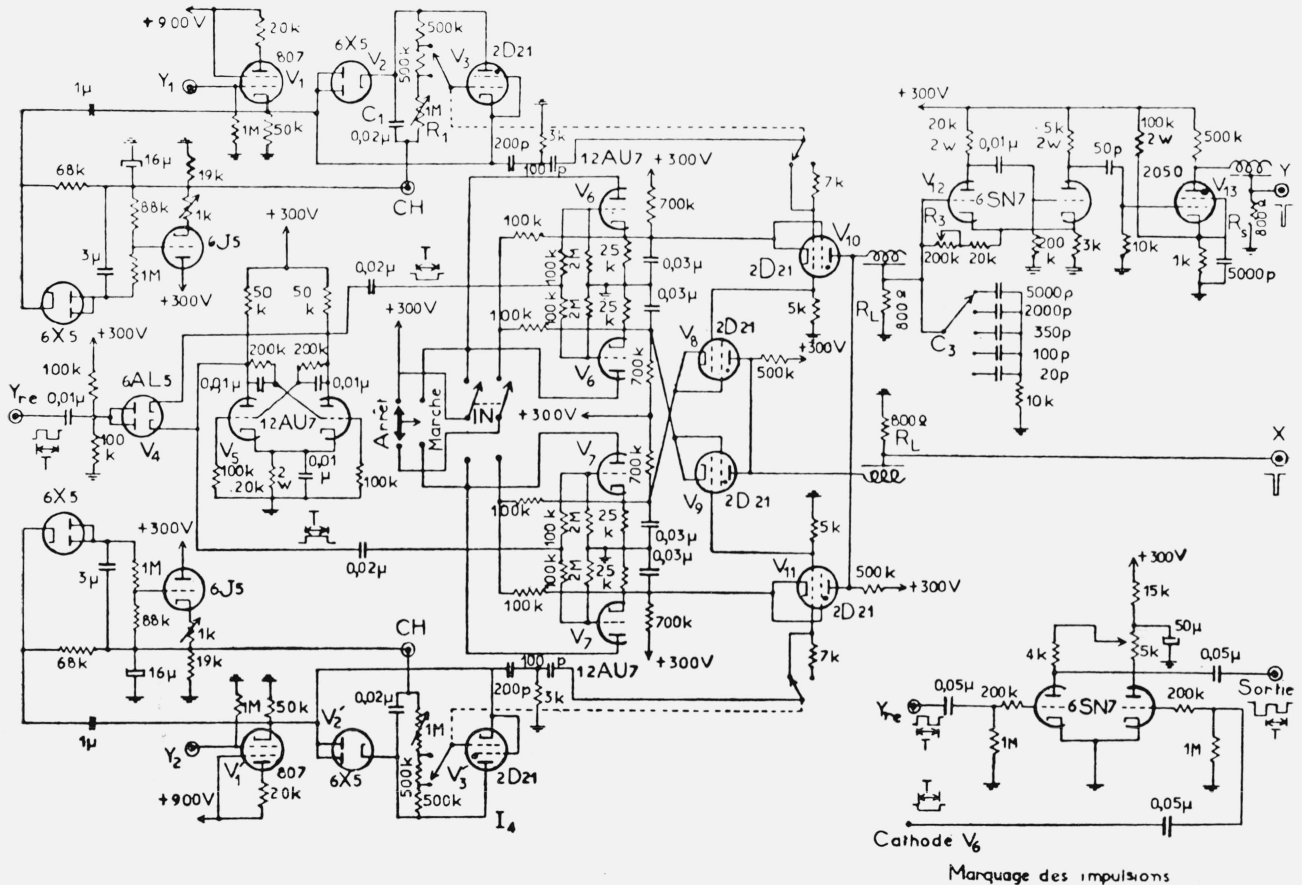 +900V
20k
807
V1
Y1
1µ
1M
50k
6X5
V2
500k
500k
C1
0,02µ
1M
R1
V3
2D21
3k
200p
100p
CH
16µ
19k
68k
88k
1k
6J5
3µ
1M
+300V
6X5
+300V
50k
50k
200k
200k
0,01µ
0,01µ
12AU7
V5
100k
20k
2w
0,01µ
100k
T
+300V
100k
Yre
0,01µ
T
6AL5
100k
V4
0,02µ
T
+300V
Arrêt
Marche
IN
12AU7
+300V
V6
700k
100k
100k
2M
25k
0,03µ
100k
2M
25k
0,03µ
100k
V6
700k
+300V
V7
700k
100k
100k
2M
25k
0,03µ
100k
2M
25k
0,03µ
100k
V7
700k
12AU7
+300V
7k
V10
2D21
5k
V8
2D21
+300V
500k
V9
2D21
5k
V11
2D21
500k
+300V
7k
RL
800Ω
800Ω
RL
+300V
20k
2w
0,01µ
5k
2w
50p
100k
2w
500k
2050
V13
V12
6SN7
R3
200k
20k
200k
3k
10k
1k
5000p
Rs
800Ω
Y
C3
5000p
2000p
350p
100p
20p
10k
X
6X5
+300V
3µ
1M
6J5
88k
1k
68k
16µ
19k
0,02µ
CH
1M
50k
1µ
Y2
V1'
807
20k
+900V
V2'
6X5
0,02µ
1M
500k
500k
V3'
2D21
I4
100p
200p
3k
+300V
15k
50µ
5k
4k
0,05µ
Sortie
T
Yre
T
0,05µ
200k
6SN7
200k
1M
1M
T
0,05µ
Cathode V6
Marquage des impulsions